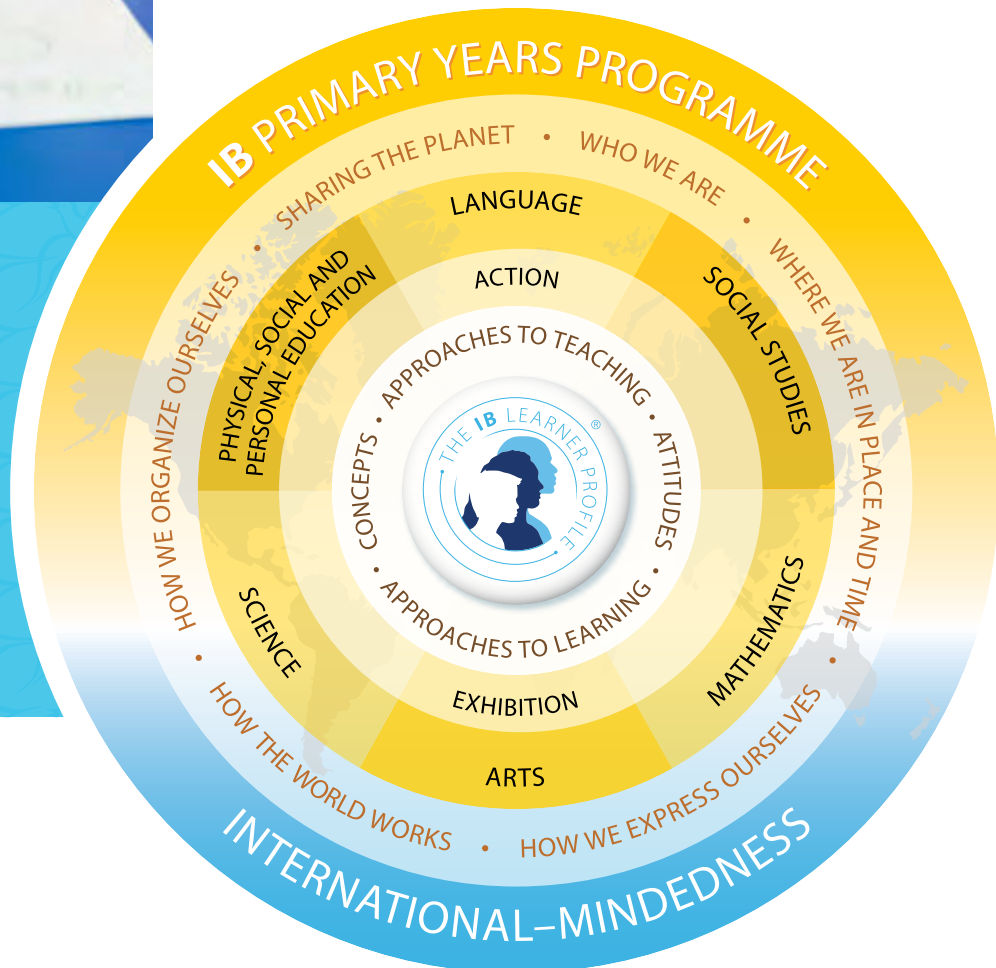 IB PRIMARY YEARS PROGRAMME
SHARING THE PLANET • WHO WE ARE • WHERE WE ARE IN PLACE AND TIME • HOW WE EXPRESS OURSELVES • HOW THE WORLD WORKS • HOW WE ORGANIZE OURSELVES •
LANGUAGE
SOCIAL STUDIES
MATHEMATICS
ARTS
SCIENCE
PHYSICAL, SOCIAL AND
PERSONAL EDUCATION
ACTION
EXHIBITION
APPROACHES TO TEACHING • ATTITUDES • APPROACHES TO LEARNING • CONCEPTS •
• THE IB LEARNER PROFILE • ®
INTERNATIONAL–MINDEDNESS